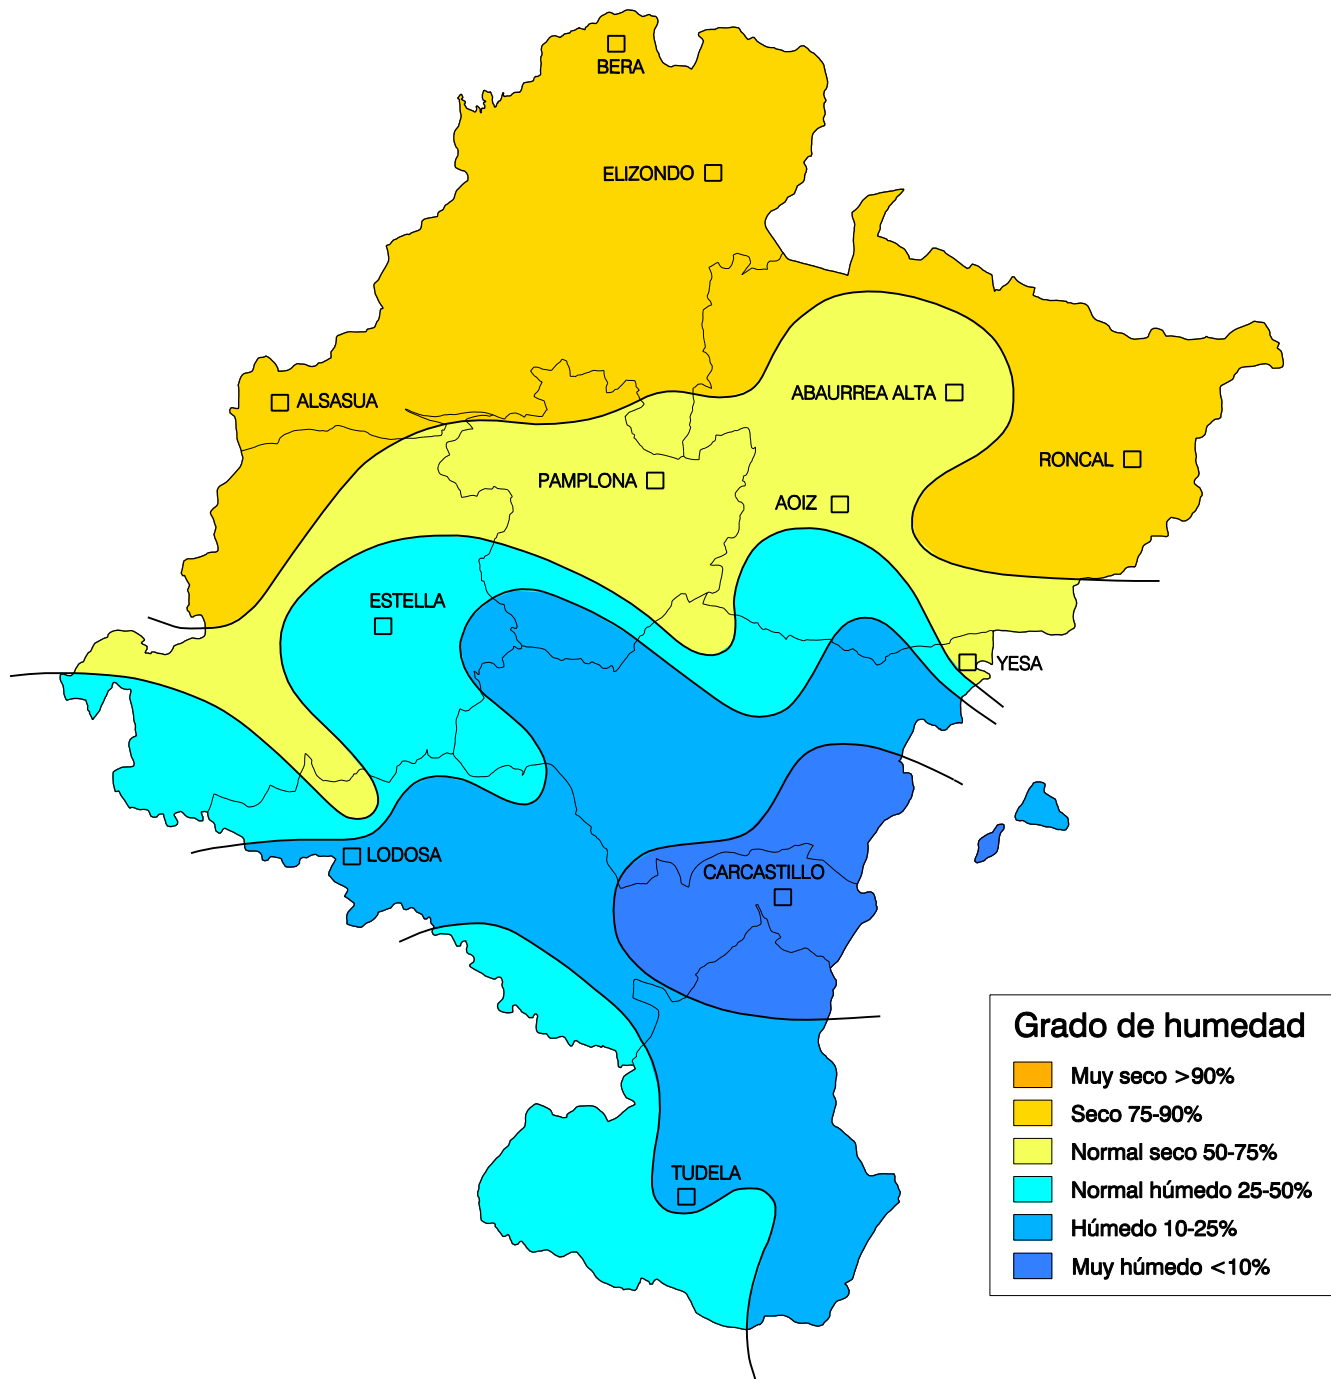 BERA
ELIZONDO
ALSASUA
ABAURREA ALTA
RONCAL
PAMPLONA
AOIZ
ESTELLA
YESA
LODOSA
CARCASTILLO
TUDELA
Grado de humedad
Muy seco >90%
Seco 75-90%
Normal seco 50-75%
Normal húmedo 25-50%
Húmedo 10-25%
Muy húmedo <10%